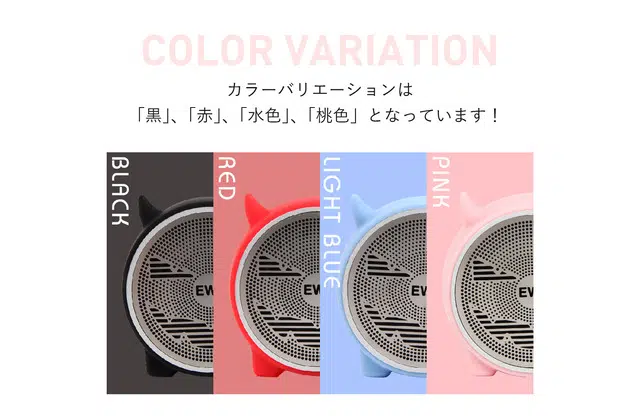 COLOR VARIATION
カラーバリエーションは
「黒」、「赤」、「水色」、「桃色」となっています！
BLACK
RED
LIGHT BLUE
PINK
EW
EW
EW
EW